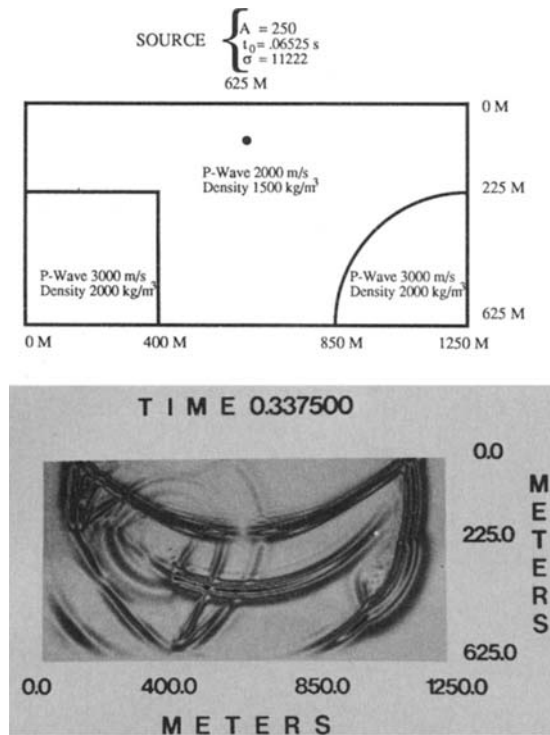 SOURCE { A = 250
t₀= .06525 s
σ = 11222
625 M
0 M
P-Wave 2000 m/s
Density 1500 kg/m³
225 M
P-Wave 3000 m/s
Density 2000 kg/m³
P-Wave 3000 m/s
Density 2000 kg/m³
625 M
0 M 400 M 850 M 1250 M
TIME 0.337500
0.0
225.0
625.0
METERS
0.0 400.0 850.0 1250.0
METERS